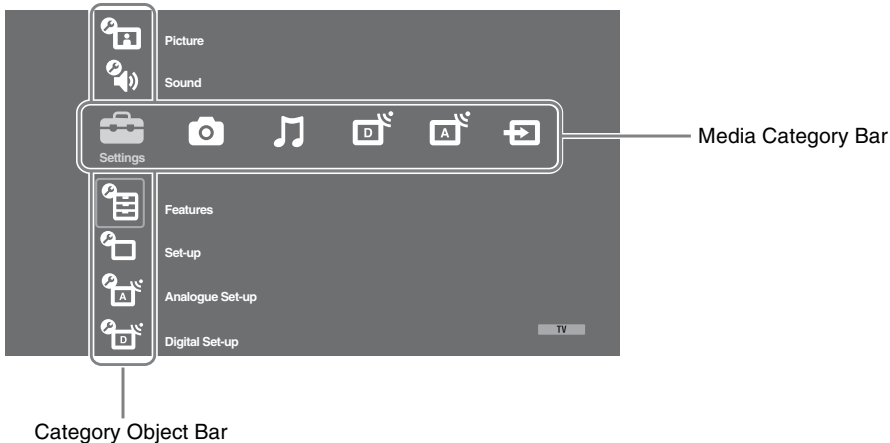 Picture
Sound
D
A
Settings
Media Category Bar
Features
Set-up
A
Analogue Set-up
D
Digital Set-up
TV
Category Object Bar